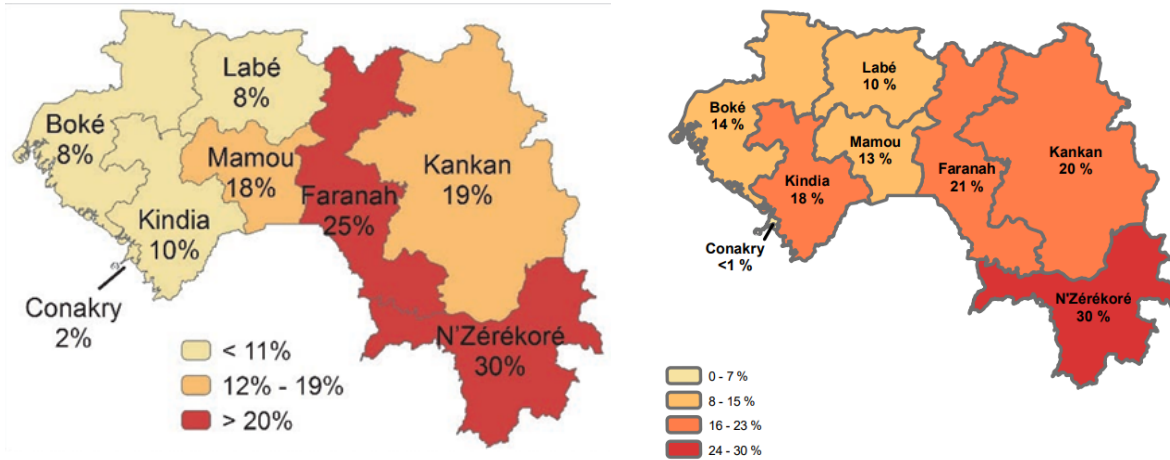 Labé
8%
Boké
8%
Mamou
18%
Kankan
19%
Faranah
25%
Kindia
10%
Conakry
2%
N'Zérékoré
30%
< 11%
12% - 19%
> 20%
Labé
10 %
Boké
14 %
Mamou
13 %
Kankan
20 %
Faranah
21 %
Kindia
18 %
Conakry
<1 %
N'Zérékoré
30 %
0 - 7 %
8 - 15 %
16 - 23 %
24 - 30 %